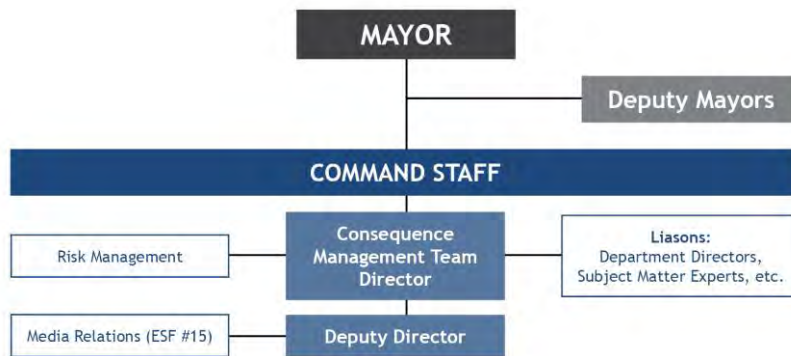 MAYOR
Deputy Mayors
COMMAND STAFF
Risk Management
Consequence
Management Team
Director
Liasons:
Department Directors,
Subject Matter Experts, etc.
Media Relations (ESF #15)
Deputy Director